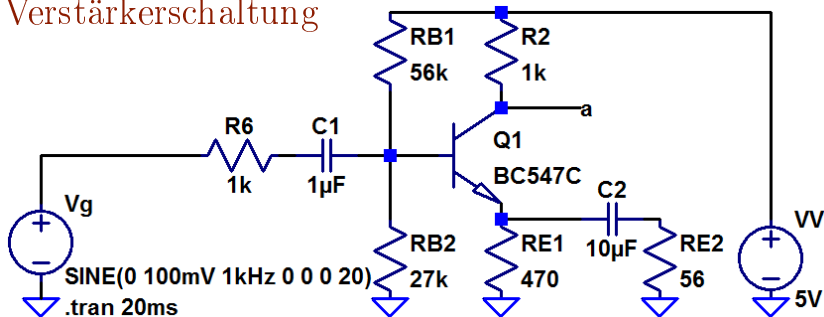 Verstärkerschaltung
RB1
56k
R2
1k
a
R6
1k
C1
1µF
Q1
BC547C
Vg
SINE(0 100mV 1kHz 0 0 0 20)
.tran 20ms
RB2
27k
RE1
470
C2
10µF
RE2
56
VV
5V